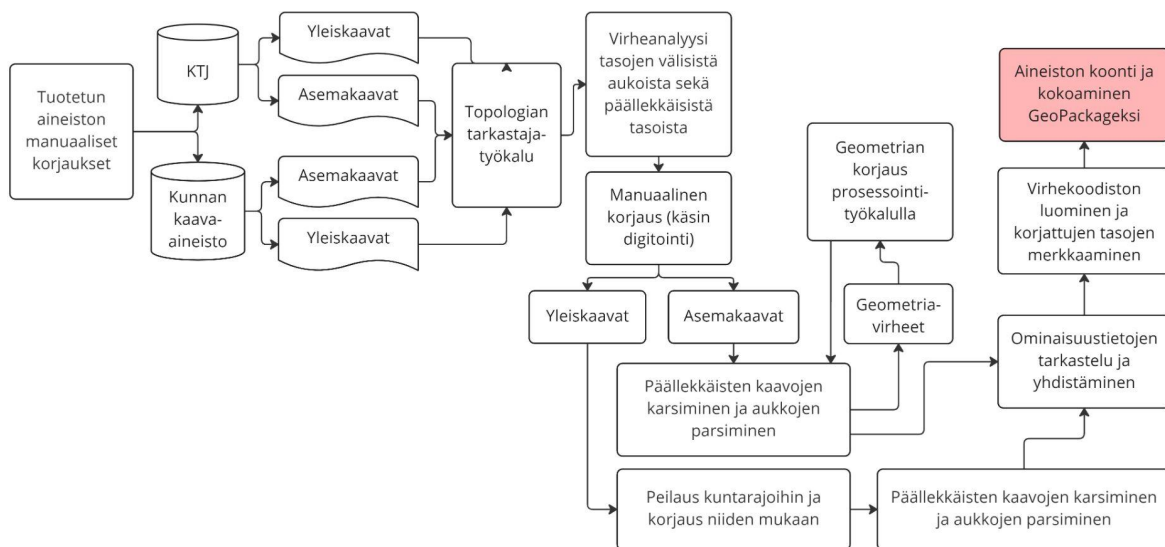 Tuotetun
aineiston
manuaaliset
korjaukset
KTJ
Kunnan
kaava-
aineisto
Yleiskaavat
Asemakaavat
Asemakaavat
Yleiskaavat
Topologian
tarkastaja-
työkalu
Virheanalyysi
tasojen välisistä
aukoista sekä
päällekkäisistä
tasoista
Manuaalinen
korjaus (käsin
digitointi)
Yleiskaavat
Asemakaavat
Päällekkäisten kaavojen
karsiminen ja aukkojen
parsiminen
Geometria-
virheet
Geometrian
korjaus
prosessointi-
työkalulla
Peilaus kuntarajoihin ja
korjaus niiden mukaan
Päällekkäisten kaavojen karsiminen
ja aukkojen parsiminen
Ominaisuustietojen
tarkastelu ja
yhdistäminen
Virhekoodiston
luominen ja
korjattujen tasojen
merkkaaminen
Aineiston koonti ja
kokoaminen
GeoPackageksi